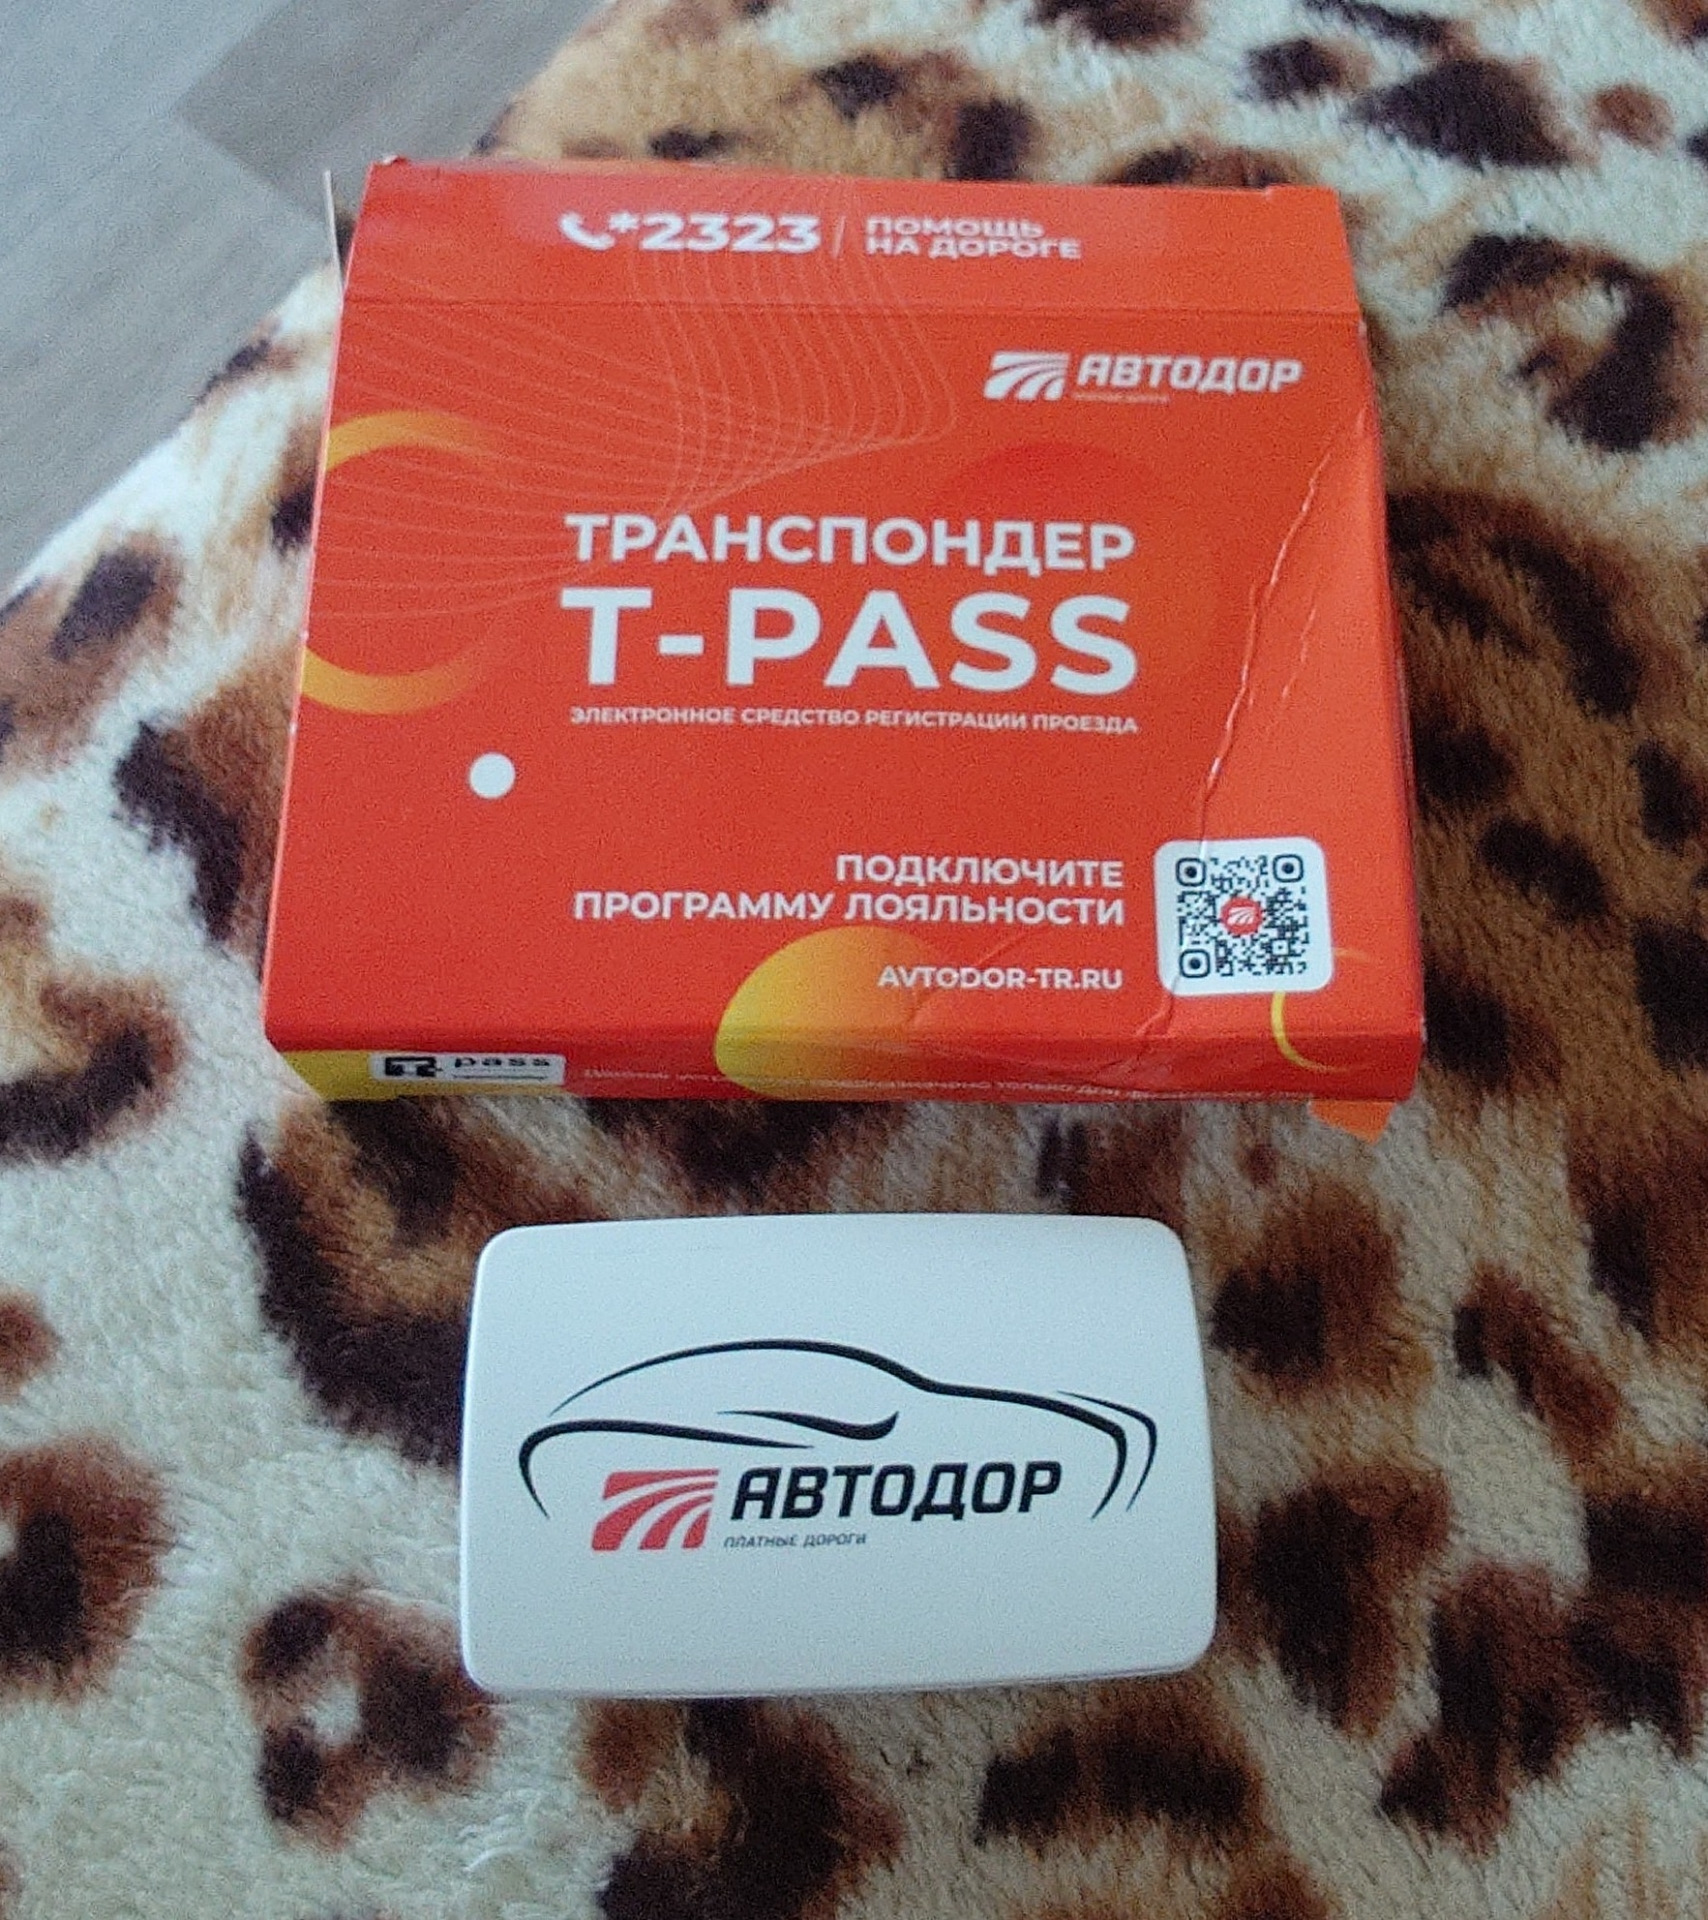 *2323
ПОМОЩЬ
НА ДОРОГЕ
АВТОДОР
ТРАНСПОНДЕР
T-PASS
ЭЛЕКТРОННОЕ СРЕДСТВО РЕГИСТРАЦИИ ПРОЕЗДА
ПОДКЛЮЧИТЕ
ПРОГРАММУ ЛОЯЛЬНОСТИ
AVTODOR-TR.RU
pass
АВТОДОР
ПЛАТНЫЕ ДОРОГИ